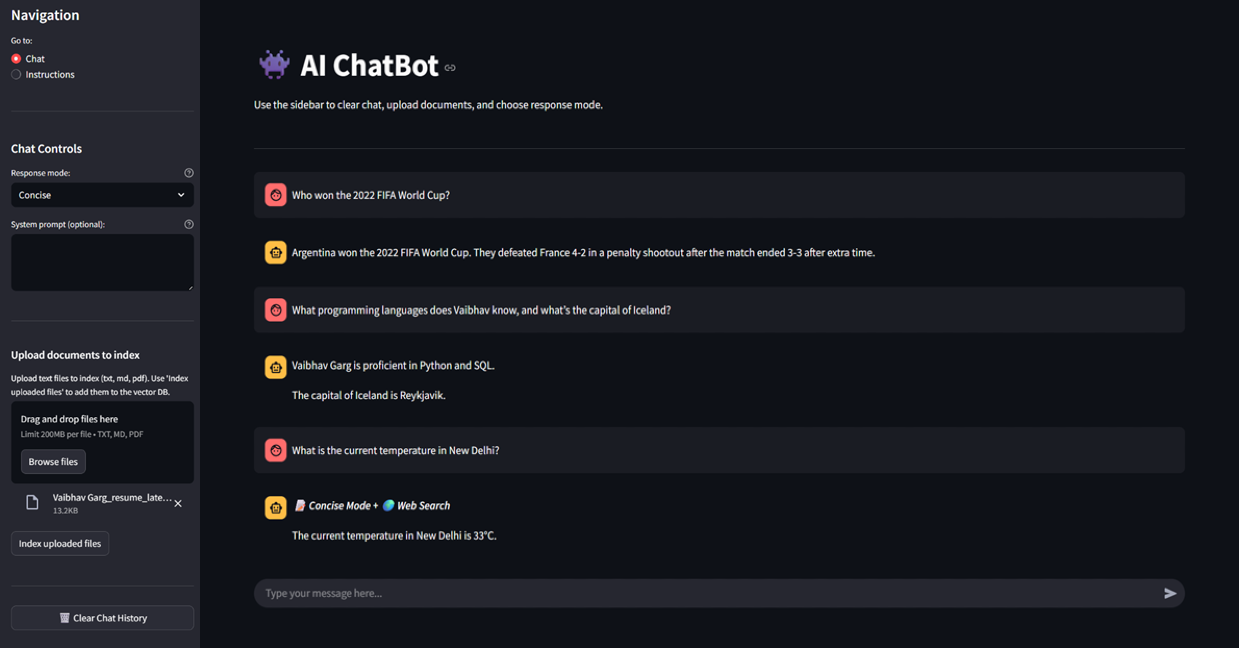 Navigation
Go to:
Chat
Instructions
Chat Controls
Response mode:
Concise
System prompt (optional):
Upload documents to index
Upload text files to index (txt, md, pdf). Use 'Index
uploaded files' to add them to the vector DB.
Drag and drop files here
Limit 200MB per file • TXT, MD, PDF
Browse files
Vaibhav Garg_resume_late...
13.2KB
Index uploaded files
Clear Chat History
AI ChatBot
Use the sidebar to clear chat, upload documents, and choose response mode.
Who won the 2022 FIFA World Cup?
Argentina won the 2022 FIFA World Cup. They defeated France 4-2 in a penalty shootout after the match ended 3-3 after extra time.
What programming languages does Vaibhav know, and what's the capital of Iceland?
Vaibhav Garg is proficient in Python and SQL.
The capital of Iceland is Reykjavik.
What is the current temperature in New Delhi?
Concise Mode + Web Search
The current temperature in New Delhi is 33°C.
Type your message here...